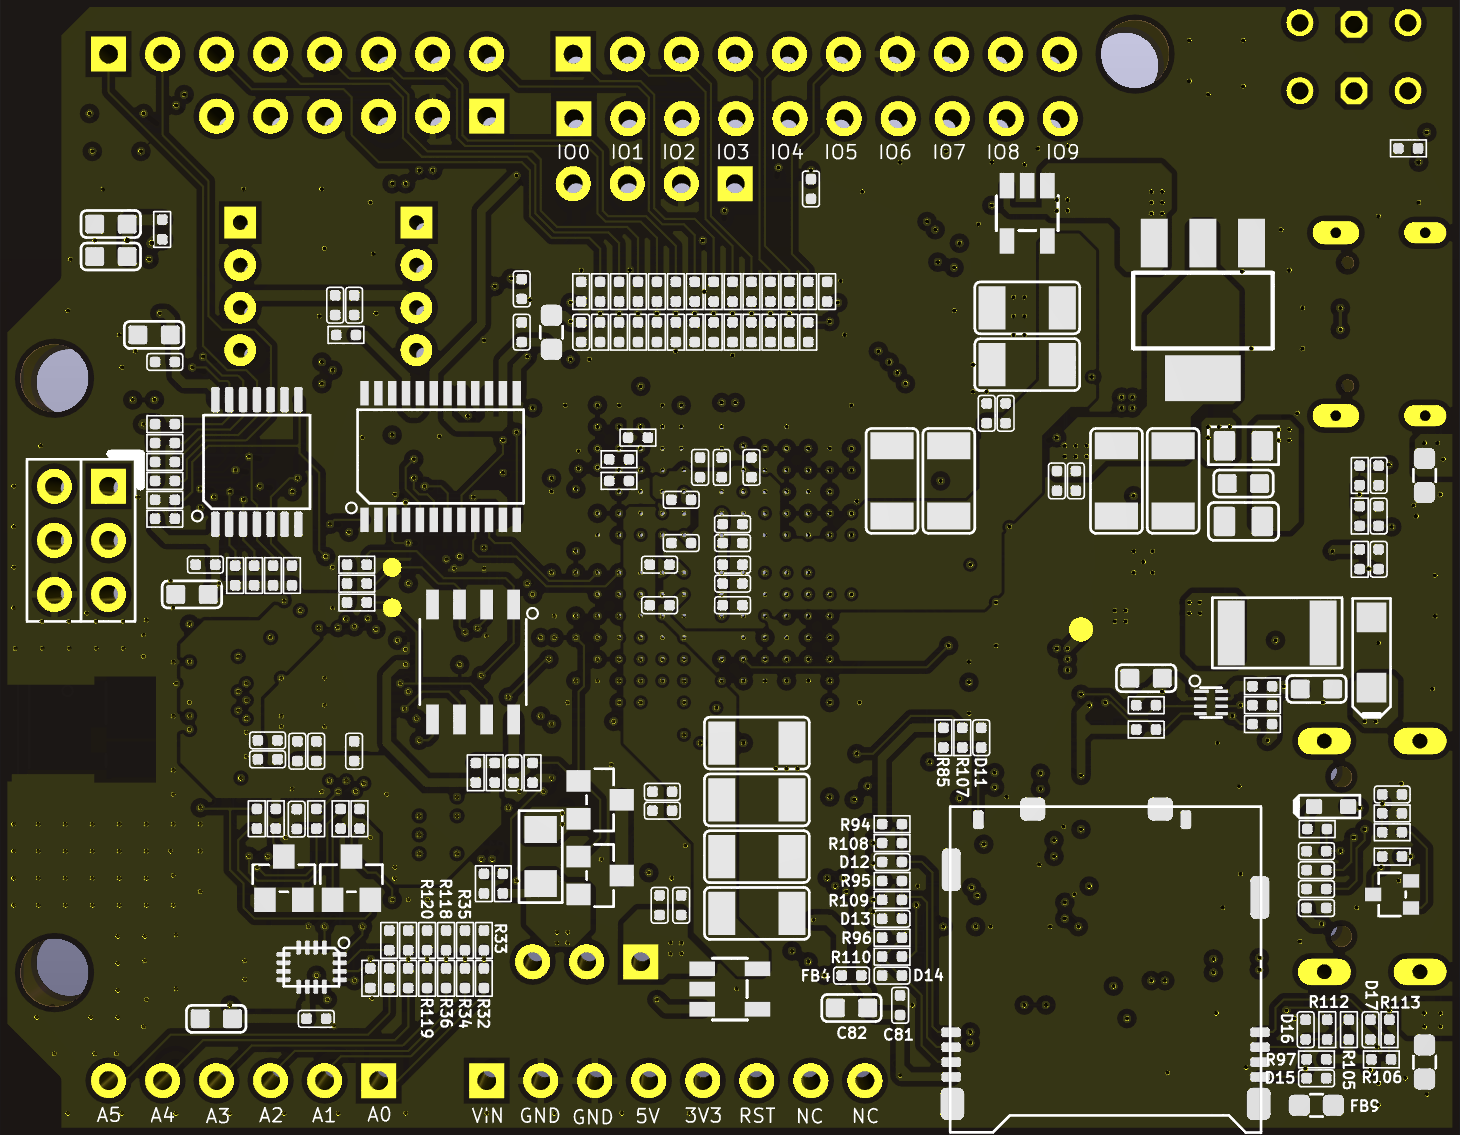 IO0 IO1 IO2 IO3 IO4 IO5 IO6 IO7 IO8 IO9
R85
R107
D11
R94
R108
D12
R95
R109
D13
R96
R110
FB4
D14
C82
C81
R120
R118
R35
R33
R119
R36
R34
R32
D17
R112
R113
D16
R97
R105
R106
D15
FB9
A5 A4 A3 A2 A1 A0 ViN GND GND 5V 3V3 RST NC NC